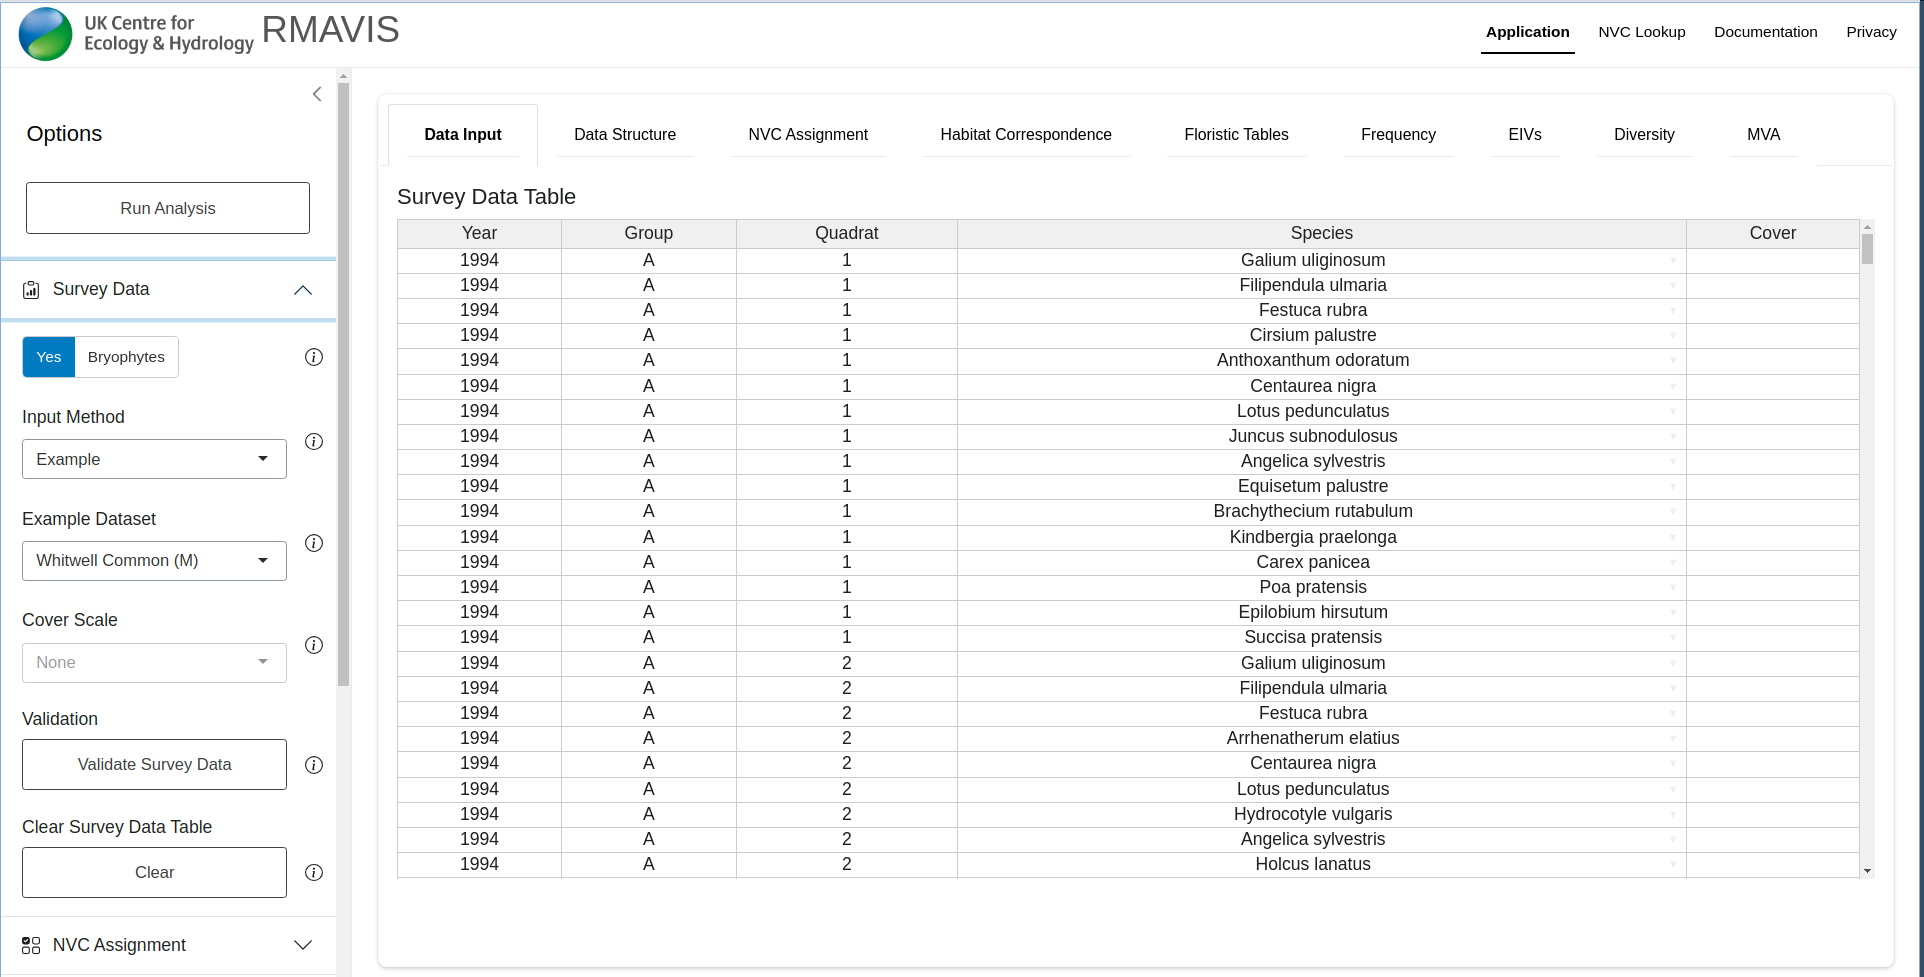 UK Centre for
Ecology & Hydrology
RMAVIS
Application NVC Lookup Documentation Privacy
Options
Run Analysis
Survey Data
Yes Bryophytes
Input Method
Example
Example Dataset
Whitwell Common (M)
Cover Scale
None
Validation
Validate Survey Data
Clear Survey Data Table
Clear
NVC Assignment
Data Input Data Structure NVC Assignment Habitat Correspondence Floristic Tables Frequency EIVs Diversity MVA
Survey Data Table
Year Group Quadrat Species Cover
1994 A 1 Galium uliginosum
1994 A 1 Filipendula ulmaria
1994 A 1 Festuca rubra
1994 A 1 Cirsium palustre
1994 A 1 Anthoxanthum odoratum
1994 A 1 Centaurea nigra
1994 A 1 Lotus pedunculatus
1994 A 1 Juncus subnodulosus
1994 A 1 Angelica sylvestris
1994 A 1 Equisetum palustre
1994 A 1 Brachythecium rutabulum
1994 A 1 Kindbergia praelonga
1994 A 1 Carex panicea
1994 A 1 Poa pratensis
1994 A 1 Epilobium hirsutum
1994 A 1 Succisa pratensis
1994 A 2 Galium uliginosum
1994 A 2 Filipendula ulmaria
1994 A 2 Festuca rubra
1994 A 2 Arrhenatherum elatius
1994 A 2 Centaurea nigra
1994 A 2 Lotus pedunculatus
1994 A 2 Hydrocotyle vulgaris
1994 A 2 Angelica sylvestris
1994 A 2 Holcus lanatus